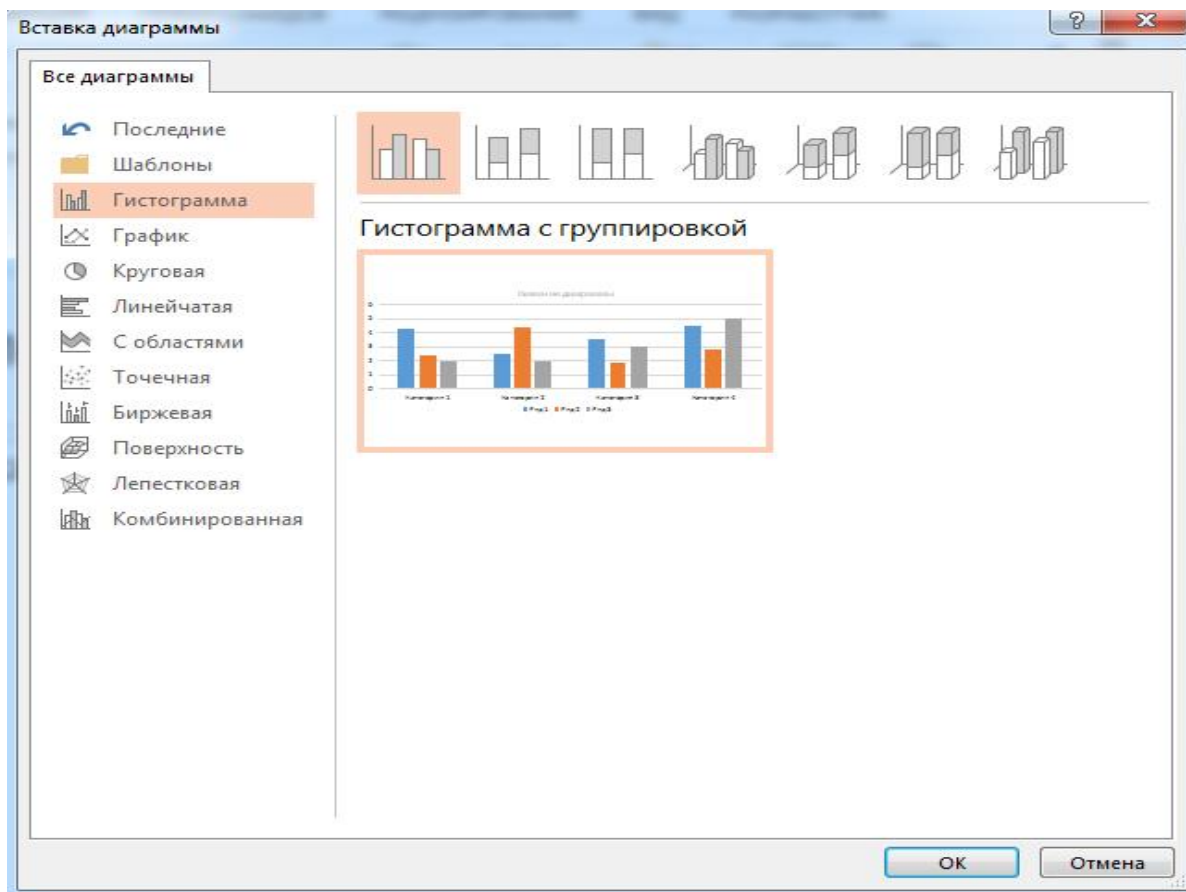 Вставка диаграммы
Все диаграммы
Последние
Шаблоны
Гистограмма
График
Круговая
Линейчатая
С областями
Точечная
Биржевая
Поверхность
Лепестковая
Комбинированная
Гистограмма с группировкой
ОК
Отмена